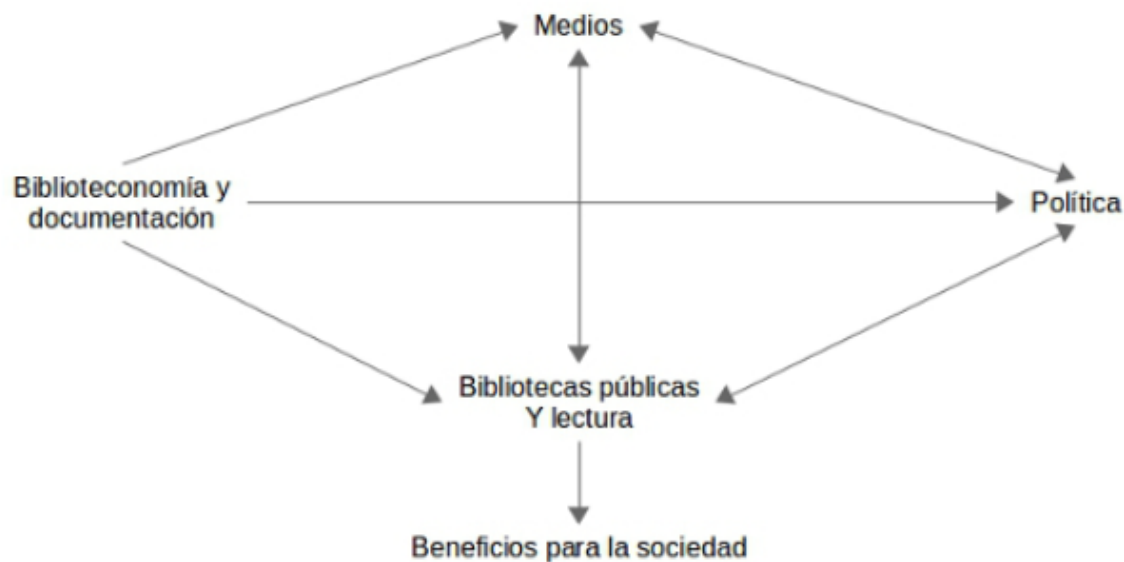 Medios
Biblioteconomía y
documentación
Política
Bibliotecas públicas
Y lectura
Beneficios para la sociedad